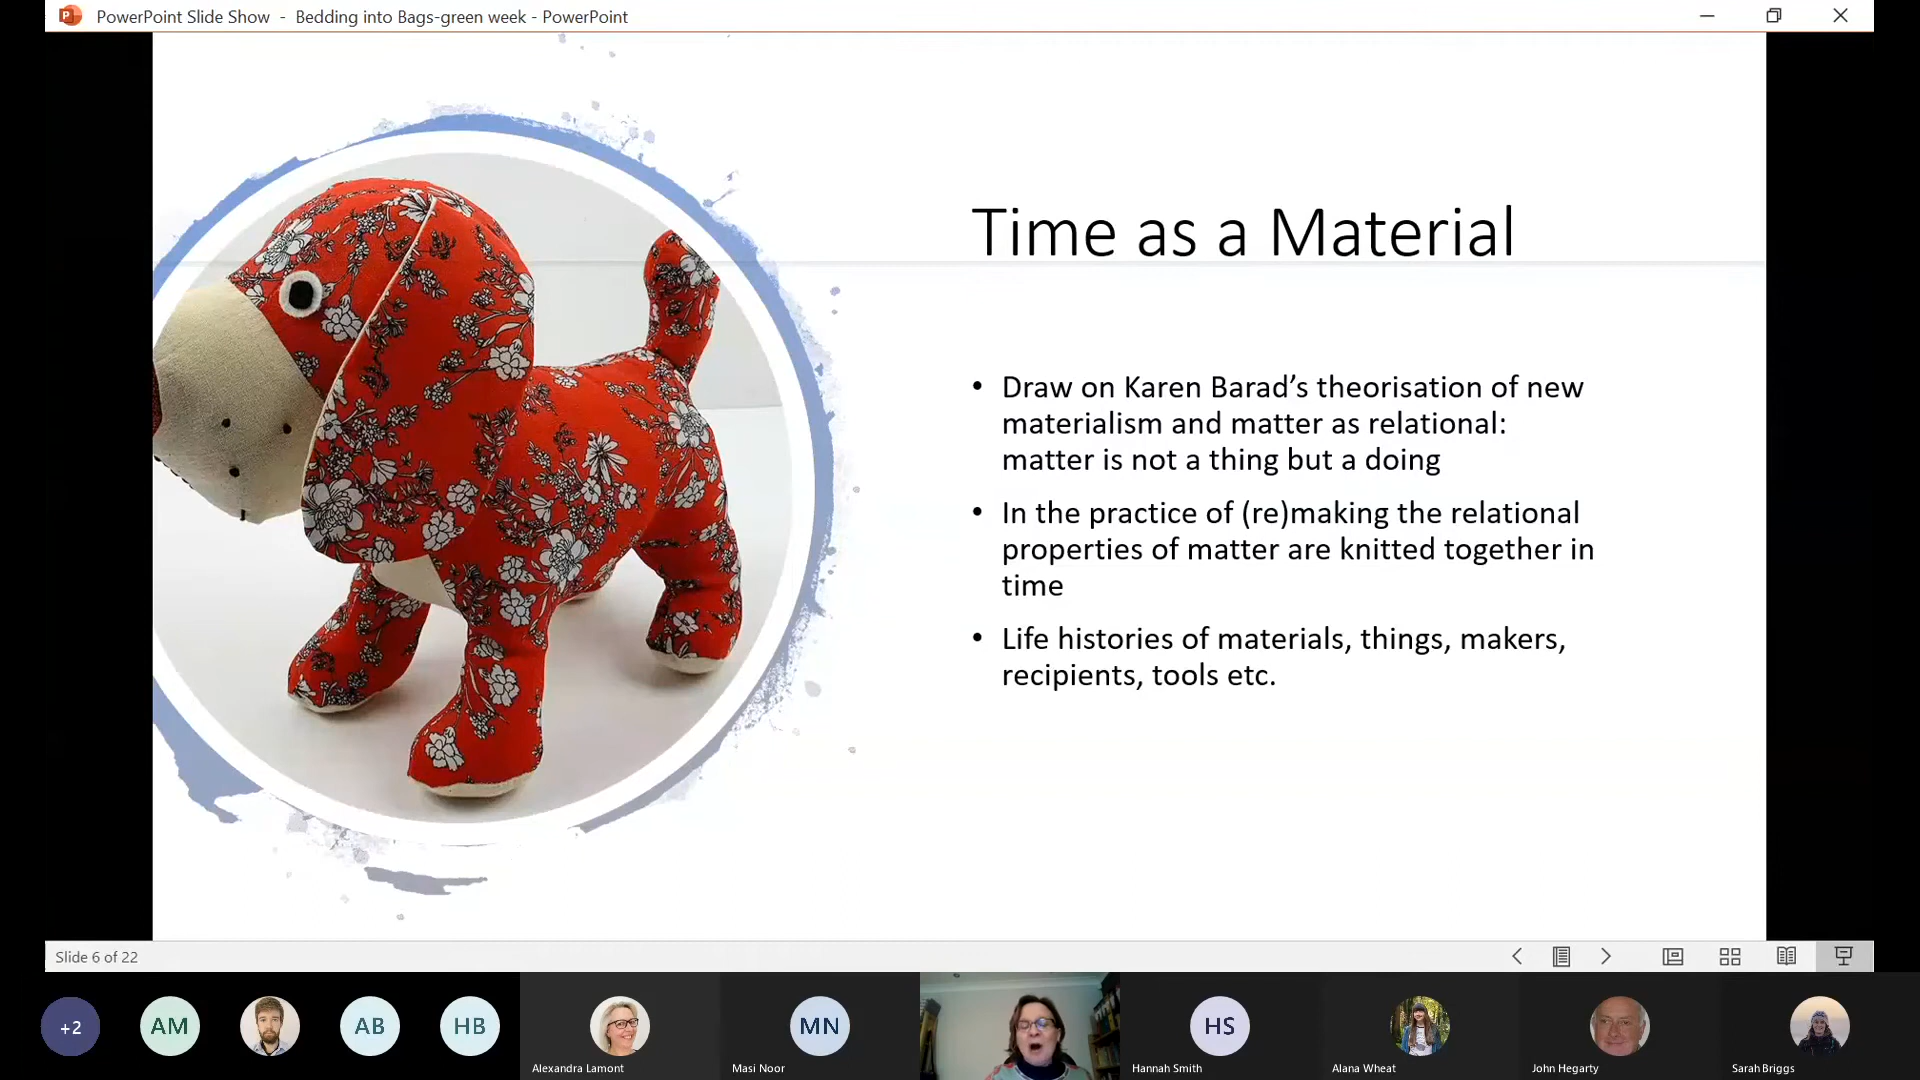 PowerPoint Slide Show - Bedding into Bags-green week - PowerPoint
Time as a Material
• Draw on Karen Barad’s theorisation of new
materialism and matter as relational:
matter is not a thing but a doing
• In the practice of (re)making the relational
properties of matter are knitted together in
time
• Life histories of materials, things, makers,
recipients, tools etc.
Slide 6 of 22
+2
AM
AB
HB
MN
HS
Alexandra Lamont
Masi Noor
Hannah Smith
Alana Wheat
John Hegarty
Sarah Briggs